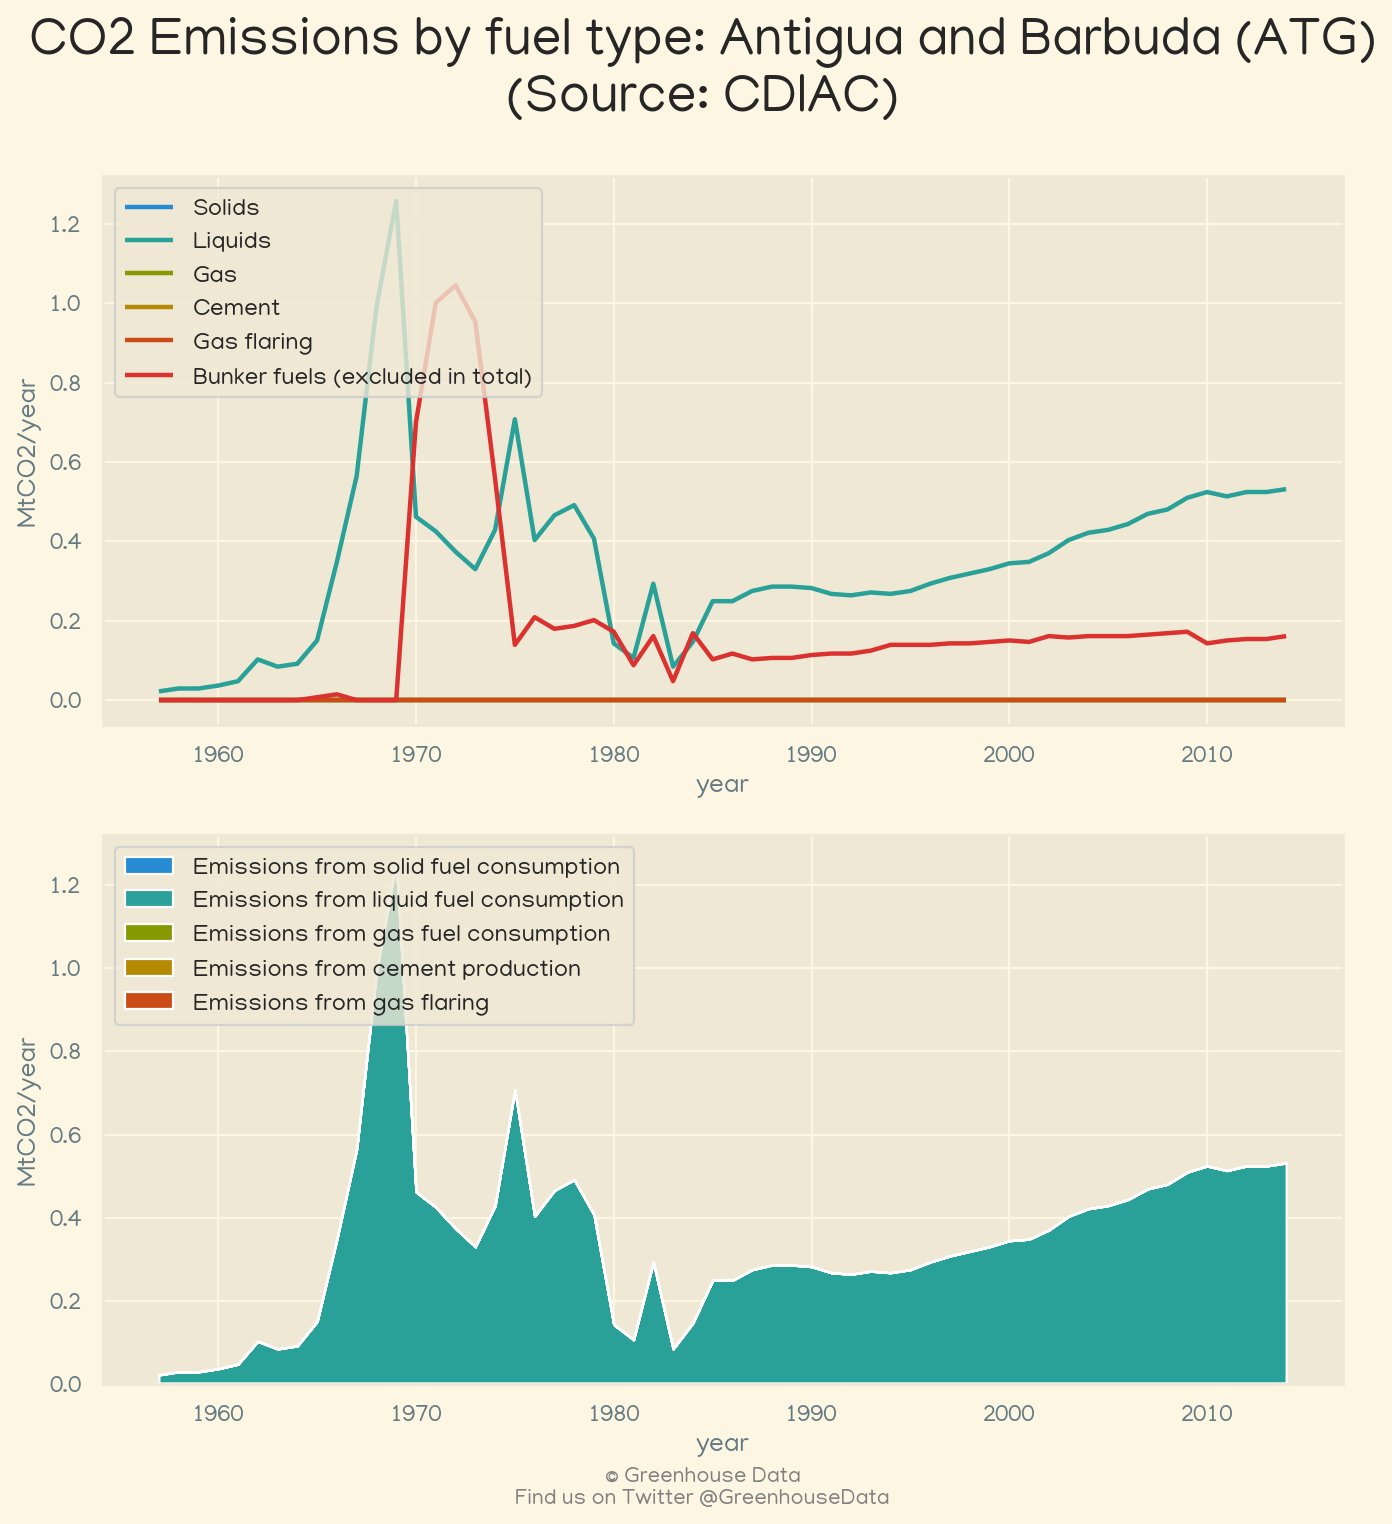 CO2 Emissions by fuel type: Antigua and Barbuda (ATG)
(Source: CDIAC)
Solids
Liquids
Gas
Cement
Gas flaring
Bunker fuels (excluded in total)
MtCO2/year
1.2
1.0
0.8
0.6
0.4
0.2
0.0
1960 1970 1980 1990 2000 2010
year
Emissions from solid fuel consumption
Emissions from liquid fuel consumption
Emissions from gas fuel consumption
Emissions from cement production
Emissions from gas flaring
MtCO2/year
1.2
1.0
0.8
0.6
0.4
0.2
0.0
1960 1970 1980 1990 2000 2010
year
© Greenhouse Data
Find us on Twitter @GreenhouseData